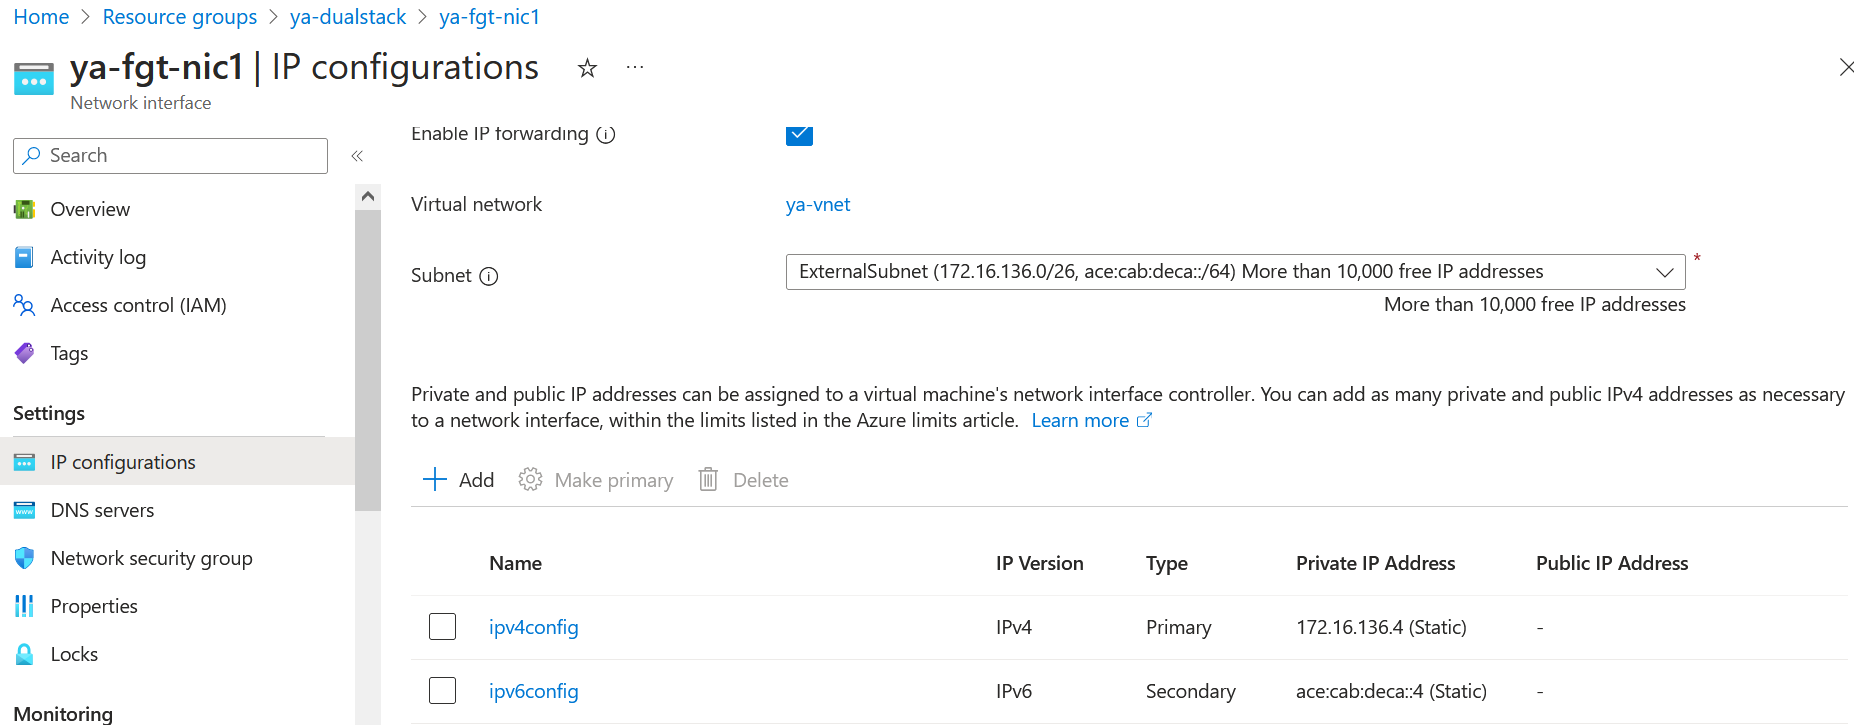 Home > Resource groups > ya-dualstack > ya-fgt-nic1
ya-fgt-nic1 | IP configurations
Network interface
Search
Overview
Activity log
Access control (IAM)
Tags
Settings
IP configurations
DNS servers
Network security group
Properties
Locks
Monitoring
Enable IP forwarding
Virtual network ya-vnet
Subnet ExternalSubnet (172.16.136.0/26, ace:cab:deca::/64) More than 10,000 free IP addresses *
More than 10,000 free IP addresses
Private and public IP addresses can be assigned to a virtual machine's network interface controller. You can add as many private and public IPv4 addresses as necessary
to a network interface, within the limits listed in the Azure limits article. Learn more
Add Make primary Delete
Name IP Version Type Private IP Address Public IP Address
ipv4config IPv4 Primary 172.16.136.4 (Static) -
ipv6config IPv6 Secondary ace:cab:deca::4 (Static) -